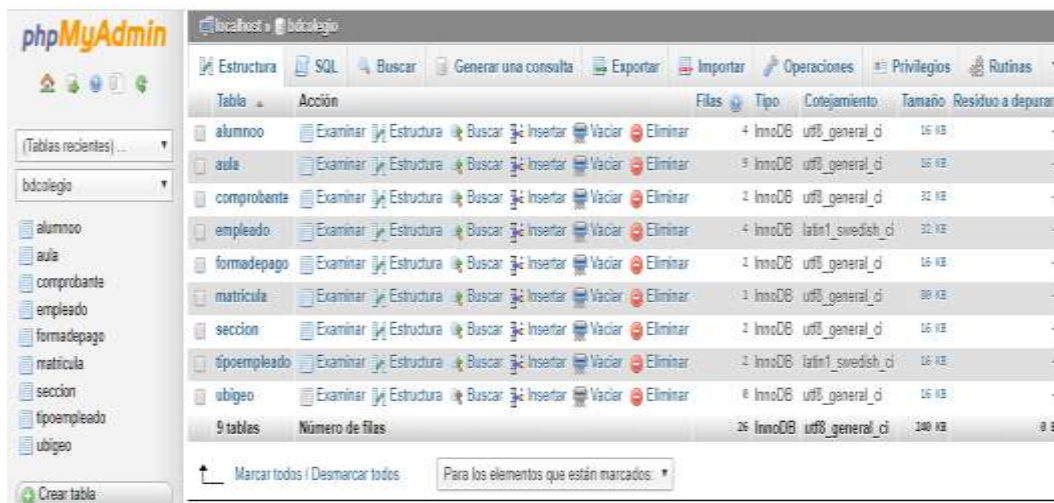 phpMyAdmin
localhost » bdcolegio
Estructura SQL Buscar Generar una consulta Exportar Importar Operaciones Privilegios Rutinas
(Tablas recientes) ...
bdcolegio
alumnoo
aula
comprobante
empleado
formadepago
matricula
seccion
tipoempleado
ubigeo
Crear tabla
Tabla Acción Filas Tipo Cotejamiento Tamaño Residuo a depurar
alumnoo Examinar Estructura Buscar Insertar Vaciar Eliminar 4 InnoDB utf8_general_ci 16 KB
aula Examinar Estructura Buscar Insertar Vaciar Eliminar InnoDB utf8_general_ci 16 KB
comprobante Examinar Estructura Buscar Insertar Vaciar Eliminar 2 InnoDB utf8_general_ci 32 KB -
empleado Examinar Estructura Buscar Insertar Vaciar Eliminar 4 InnoDB latin1_swedish_ci 32 KB -
formadepago Examinar Estructura Buscar Insertar Vaciar Eliminar 2 InnoDB utf8_general_ci 16 KB -
matricula Examinar Estructura Buscar Insertar Vaciar Eliminar InnoDB utf8_general_ci KB -
seccion Examinar Estructura Buscar Insertar Vaciar Eliminar 2 InnoDB utf8_general_ci 16 KB -
tipoempleado Examinar Estructura Buscar Insertar Vaciar Eliminar 2 InnoDB latin1_swedish_ci 16 KB -
ubigeo Examinar Estructura Buscar Insertar Vaciar Eliminar InnoDB utf8_general_ci 16 KB -
9 tablas Número de filas 26 InnoDB utf8_general_ci 240 KB
Marcar todos / Desmarcar todos Para los elementos que están marcados: